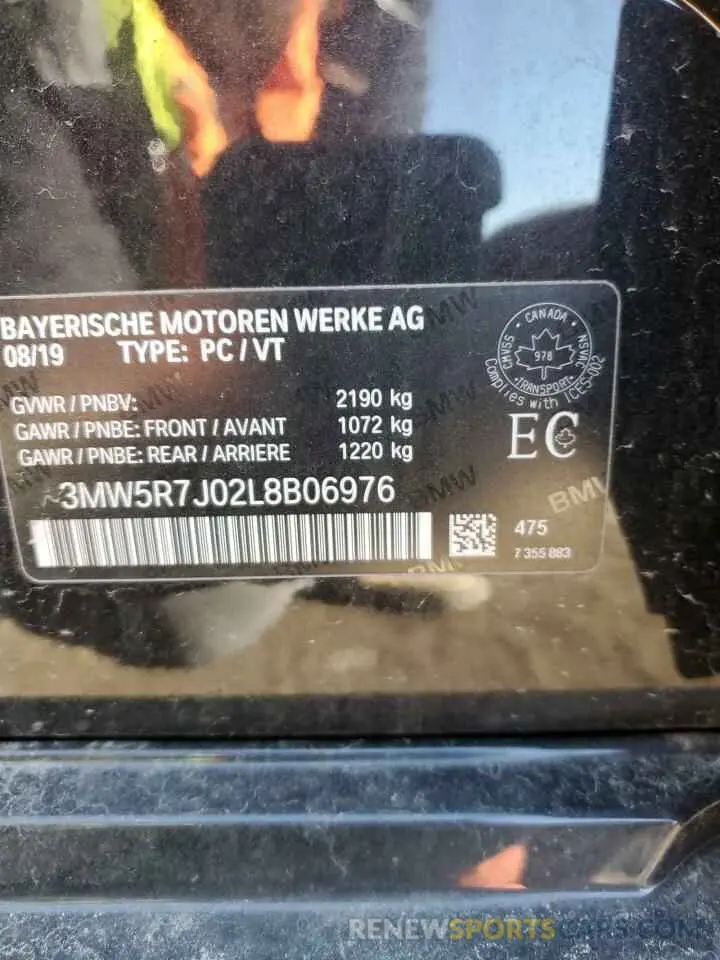 BAYERISCHE MOTOREN WERKE AG
08/19 TYPE: PC / VT
GVWR / PNBV: 2190 kg
GAWR / PNBE: FRONT / AVANT 1072 kg
GAWR / PNBE: REAR / ARRIERE 1220 kg
3MW5R7J02L8B06976
CANADA
CMVSS NSVAC
978
TRANSPORT
Complies with ICES-002
EC
475
7 355 883
BMW
BMW
BMW
BMW
RENEWSPORTSCARS.COM